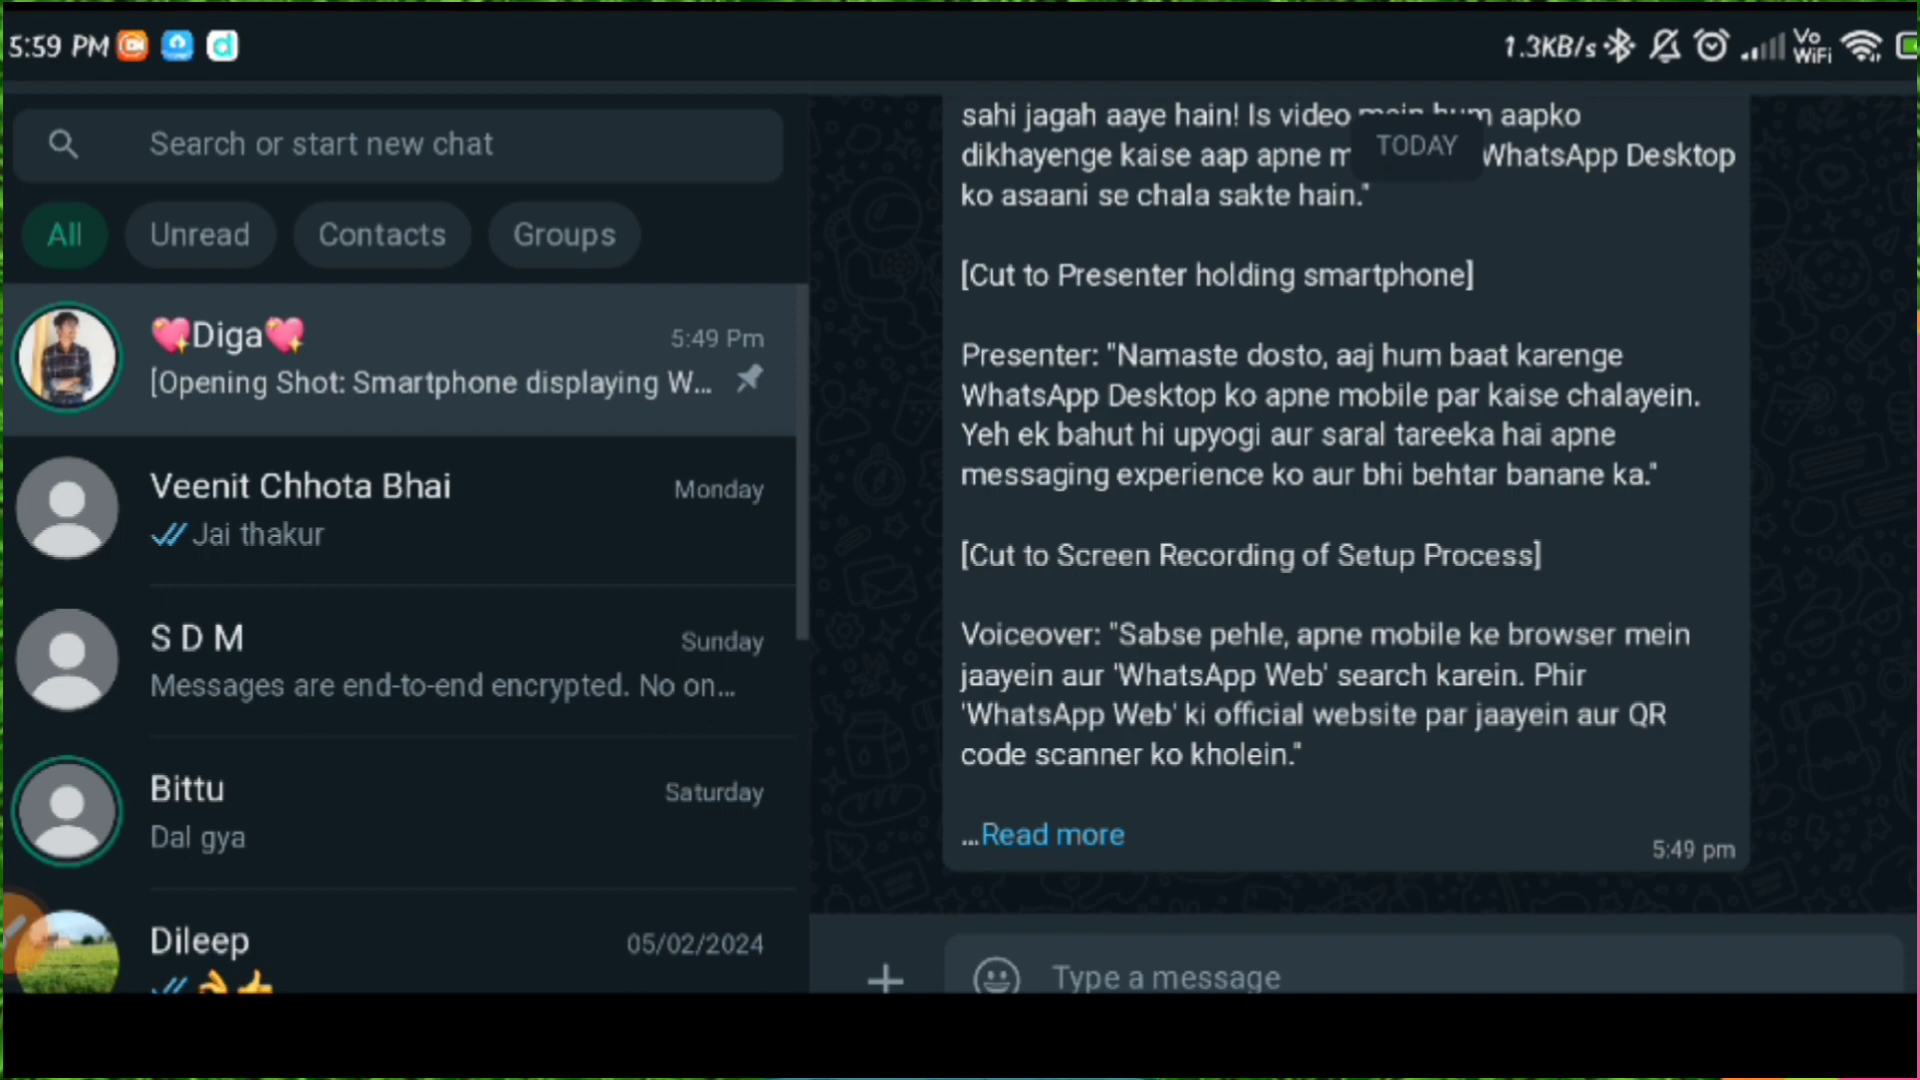 5:59 PM
1.3KB/s
Vo
WiFi
Search or start new chat
All
Unread
Contacts
Groups
💖Diga💖
5:49 Pm
[Opening Shot: Smartphone displaying W...
Veenit Chhota Bhai
Monday
Jai thakur
S D M
Sunday
Messages are end-to-end encrypted. No on...
Bittu
Saturday
Dal gya
Dileep
05/02/2024
👌👍
TODAY
sahi jagah aaye hain! Is video mein hum aapko
dikhayenge kaise aap apne m WhatsApp Desktop
ko asaani se chala sakte hain."
[Cut to Presenter holding smartphone]
Presenter: "Namaste dosto, aaj hum baat karenge
WhatsApp Desktop ko apne mobile par kaise chalayein.
Yeh ek bahut hi upyogi aur saral tareeka hai apne
messaging experience ko aur bhi behtar banane ka."
[Cut to Screen Recording of Setup Process]
Voiceover: "Sabse pehle, apne mobile ke browser mein
jaayein aur 'WhatsApp Web' search karein. Phir
'WhatsApp Web' ki official website par jaayein aur QR
code scanner ko kholein."
...Read more
5:49 pm
Type a message